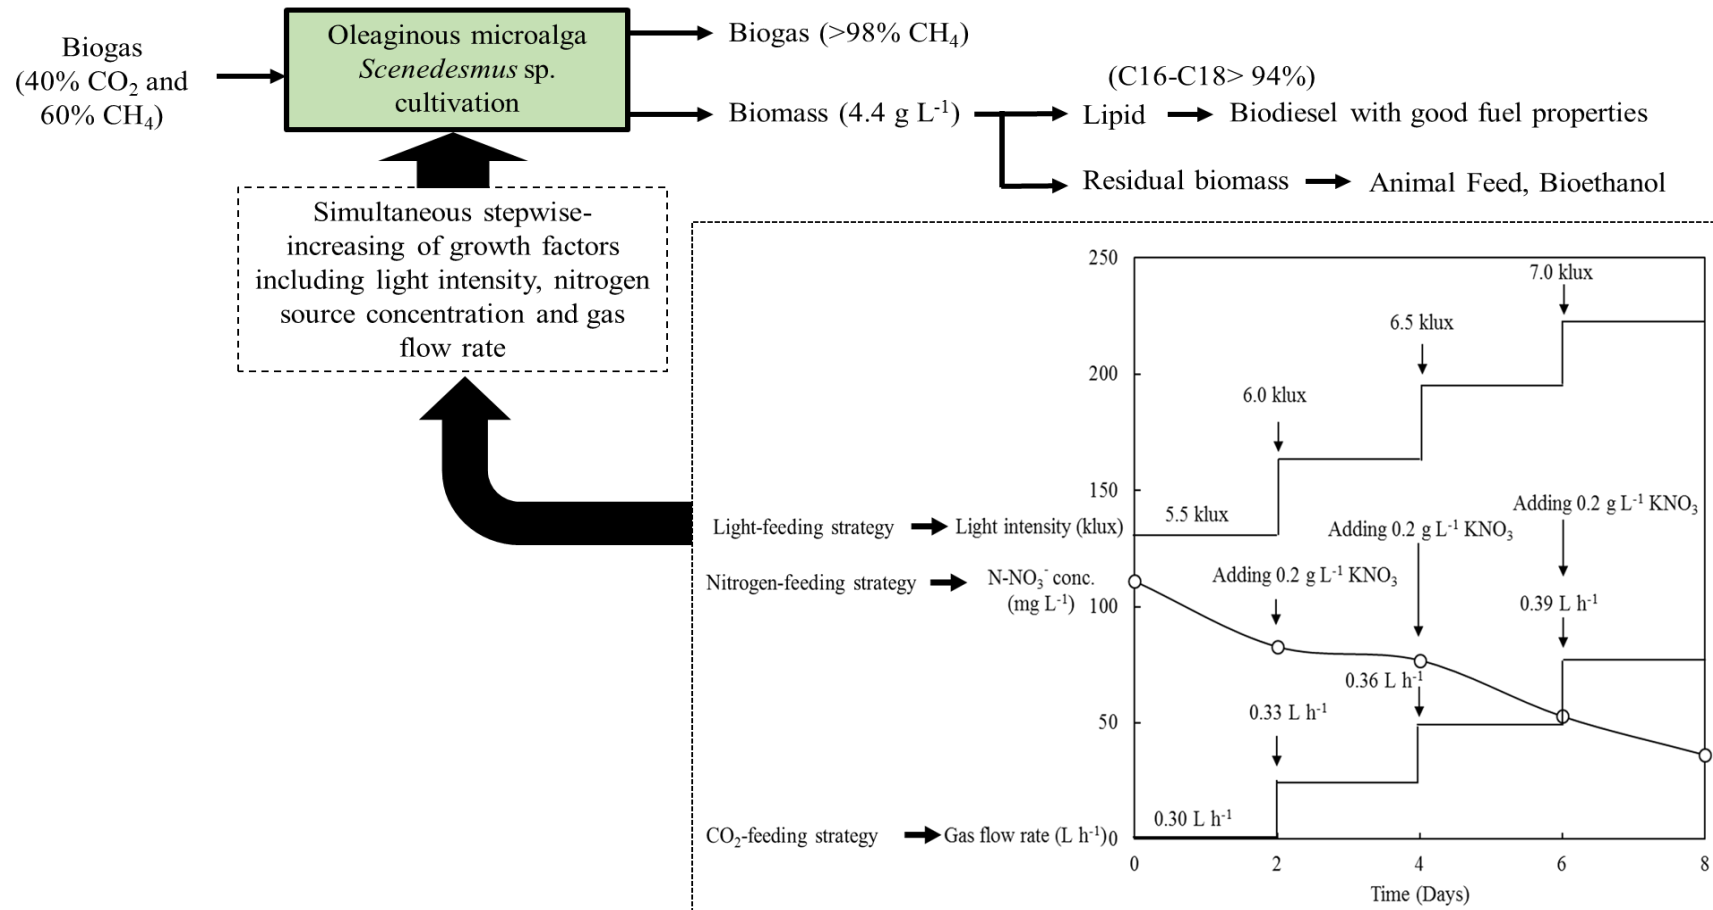 Biogas
(40% CO₂ and
60% CH₄)
Oleaginous microalga
Scenedesmus sp.
cultivation
Biogas (>98% CH₄)
Biomass (4.4 g L⁻¹)
(C16-C18> 94%)
Lipid
Biodiesel with good fuel properties
Residual biomass
Animal Feed, Bioethanol
Simultaneous stepwise-
increasing of growth factors
including light intensity, nitrogen
source concentration and gas
flow rate
Light-feeding strategy
Light intensity (klux)
Nitrogen-feeding strategy
N-NO₃⁻ conc.
(mg L⁻¹)
CO₂-feeding strategy
Gas flow rate (L h⁻¹)
250
200
150
100
50
0
5.5 klux
6.0 klux
6.5 klux
7.0 klux
Adding 0.2 g L⁻¹ KNO₃
Adding 0.2 g L⁻¹ KNO₃
Adding 0.2 g L⁻¹ KNO₃
0.30 L h⁻¹
0.33 L h⁻¹
0.36 L h⁻¹
0.39 L h⁻¹
0
2
4
6
8
Time (Days)